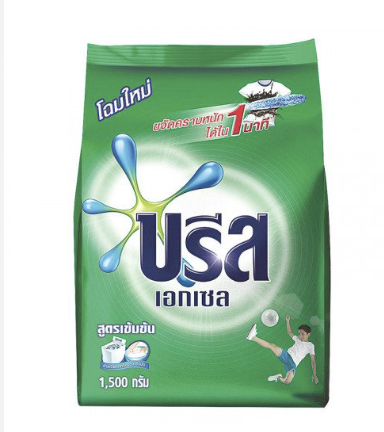 โฉมใหม่
ขจัดคราบหนัก
ได้ใน 1 นาที
บรีส
เอกเซล
สูตรเข้มข้น
1,500 กรัม